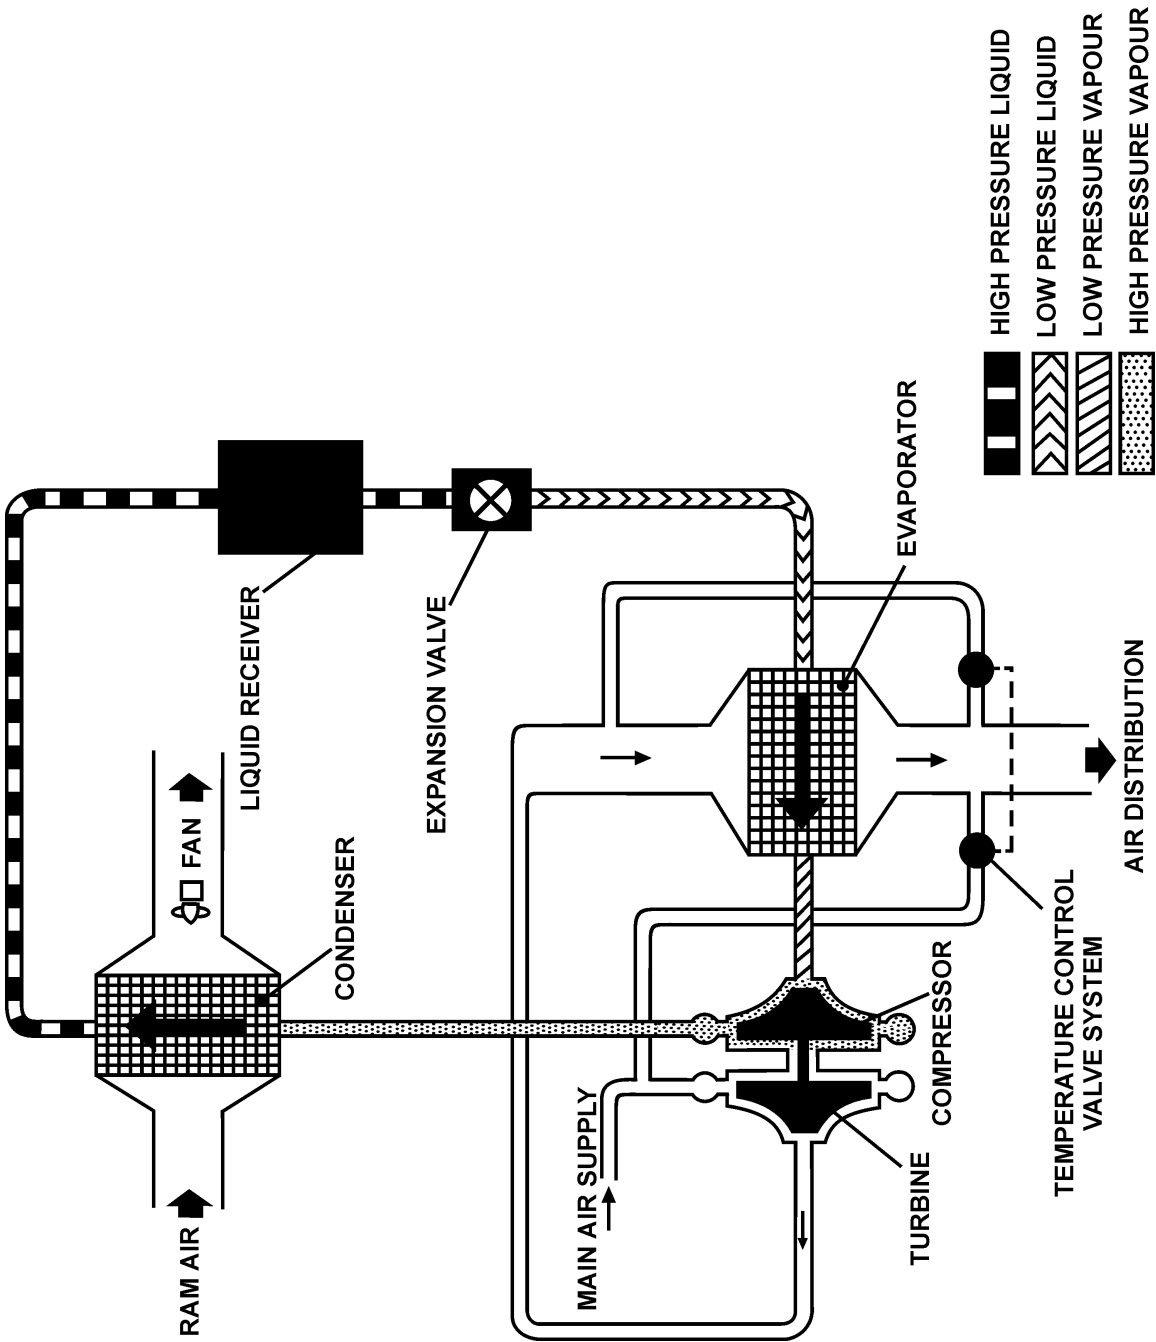 RAM AIR
FAN
CONDENSER
LIQUID RECEIVER
EXPANSION VALVE
MAIN AIR SUPPLY
EVAPORATOR
COMPRESSOR
TURBINE
TEMPERATURE CONTROL
VALVE SYSTEM
AIR DISTRIBUTION
HIGH PRESSURE LIQUID
LOW PRESSURE LIQUID
LOW PRESSURE VAPOUR
HIGH PRESSURE VAPOUR